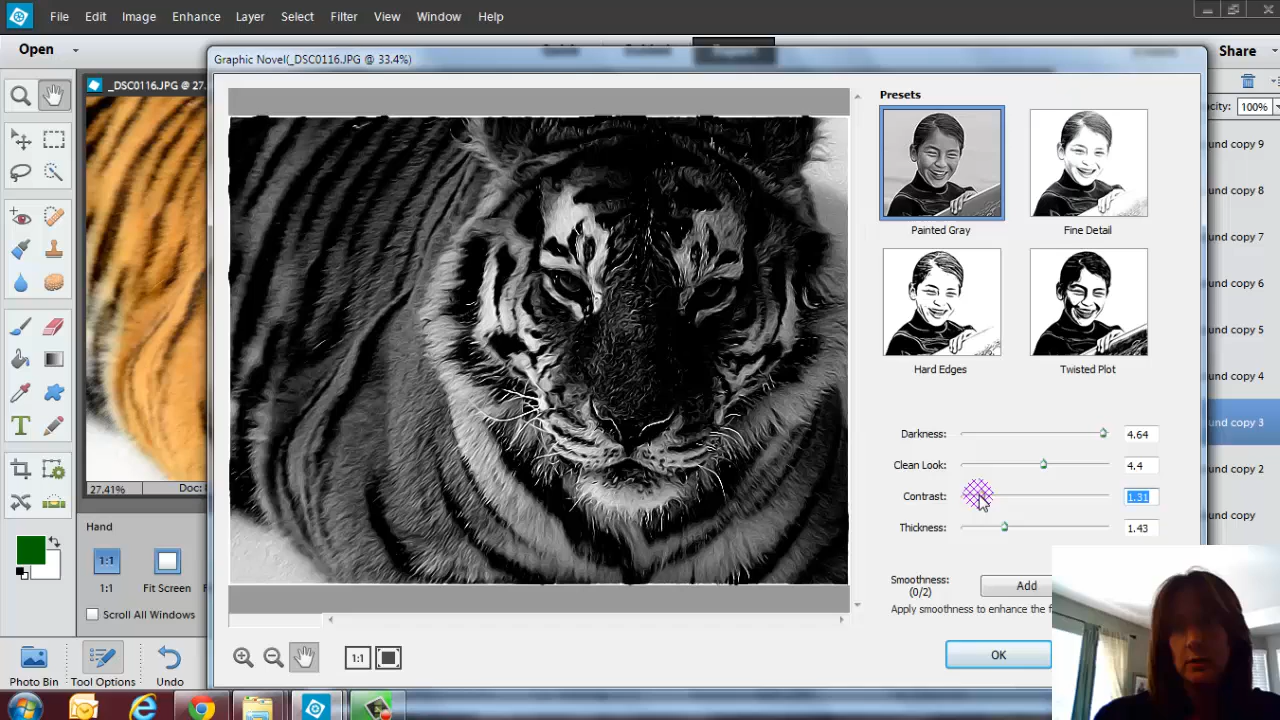 File Edit Image Enhance Layer Select Filter View Window Help
Open
Share
_DSC0116.JPG @ 27.
Graphic Novel(_DSC0116.JPG @ 33.4%)
Presets
Painted Gray
Fine Detail
Hard Edges
Twisted Plot
Darkness: 4.64
Clean Look: 4.4
Contrast: 1.31
Thickness: 1.43
Smoothness:
(0/2)
Add
Apply smoothness to enhance the f
OK
1:1
city: 100%
und copy 9
und copy 8
und copy 7
und copy 6
und copy 5
und copy 4
und copy 3
und copy 2
und copy
27.41% Doc:
Hand
1:1
1:1 Fit Screen
Scroll All Windows
Photo Bin Tool Options Undo
T